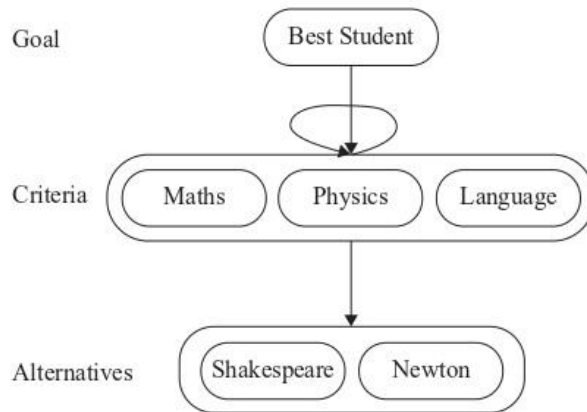 Goal
Best Student
Criteria
Maths
Physics
Language
Alternatives
Shakespeare
Newton